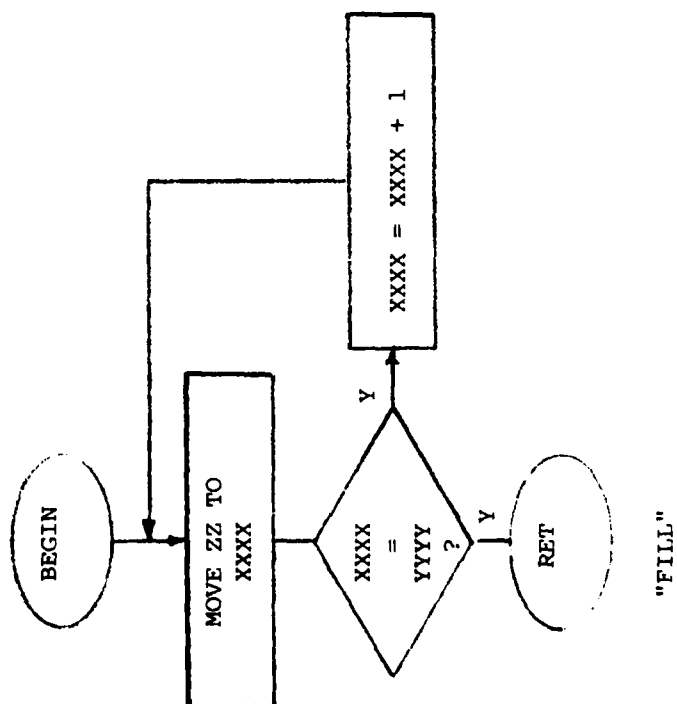 BEGIN
MOVE ZZ TO
XXXX
XXXX
=
YYYY
?
Y
XXXX = XXXX + 1
Y
RET
"FILL"